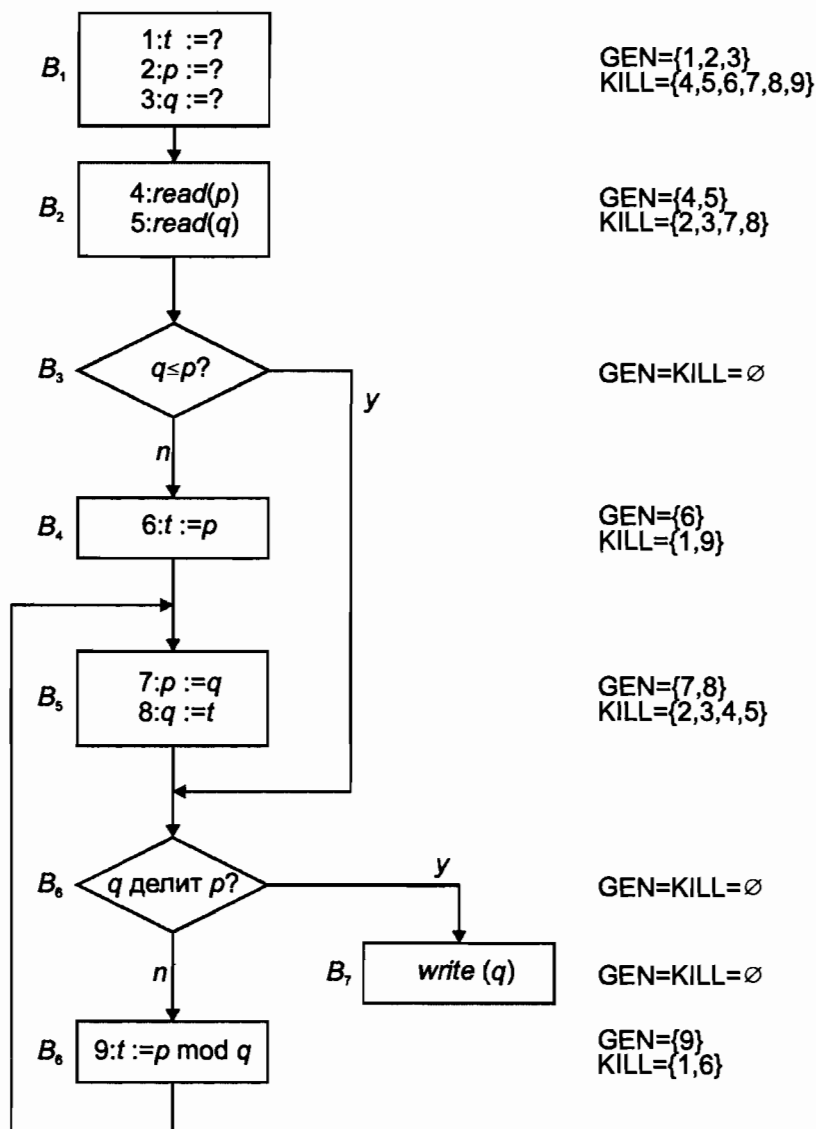 1:t :=?
B₁ 2:p :=? GEN={1,2,3}
3:q :=? KILL={4,5,6,7,8,9}
B₂ 4:read(p) GEN={4,5}
5:read(q) KILL={2,3,7,8}
B₃ q≤p? GEN=KILL=∅
y
n
B₄ 6:t :=p GEN={6}
KILL={1,9}
B₅ 7:p :=q GEN={7,8}
8:q :=t KILL={2,3,4,5}
y
B₆ q делит p? GEN=KILL=∅
n
B₇ write (q) GEN=KILL=∅
B₆ 9:t :=p mod q GEN={9}
KILL={1,6}